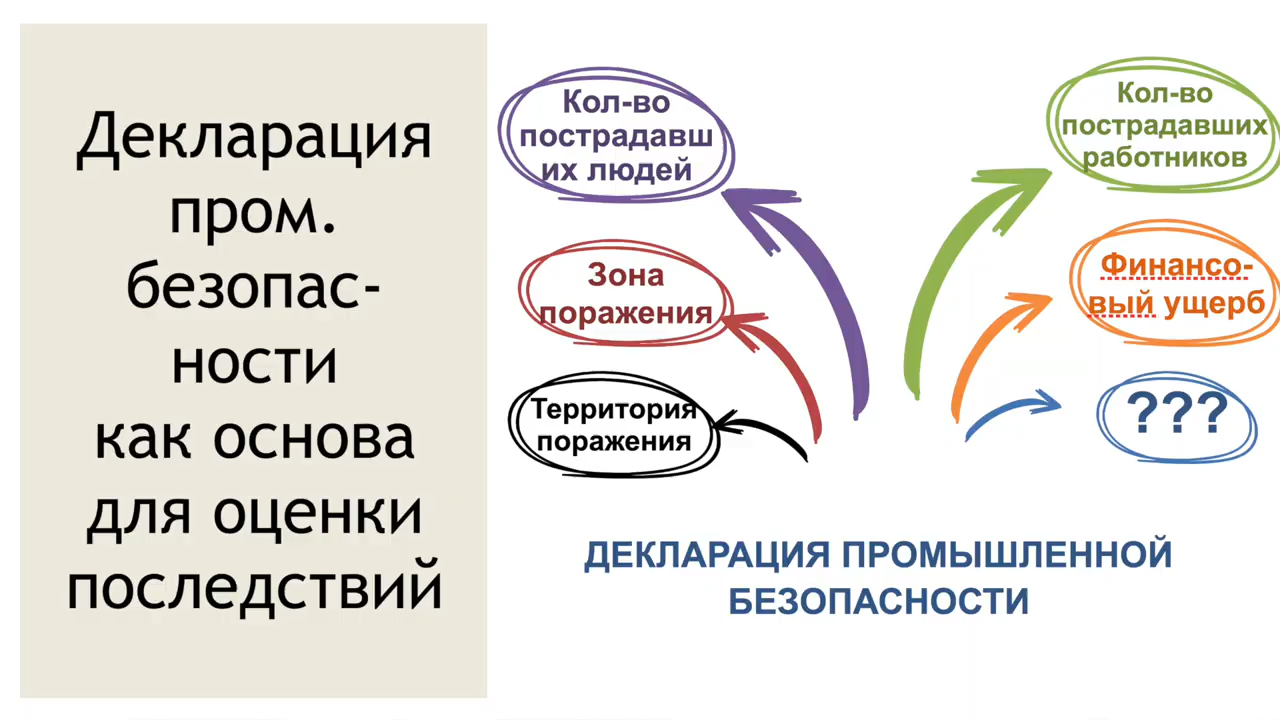 Декларация
пром.
безопас-
ности
как основа
для оценки
последствий
Кол-во
пострадавш
их людей
Зона
поражения
Территория
поражения
Кол-во
пострадавших
работников
Финансо-
вый ущерб
???
ДЕКЛАРАЦИЯ ПРОМЫШЛЕННОЙ
БЕЗОПАСНОСТИ